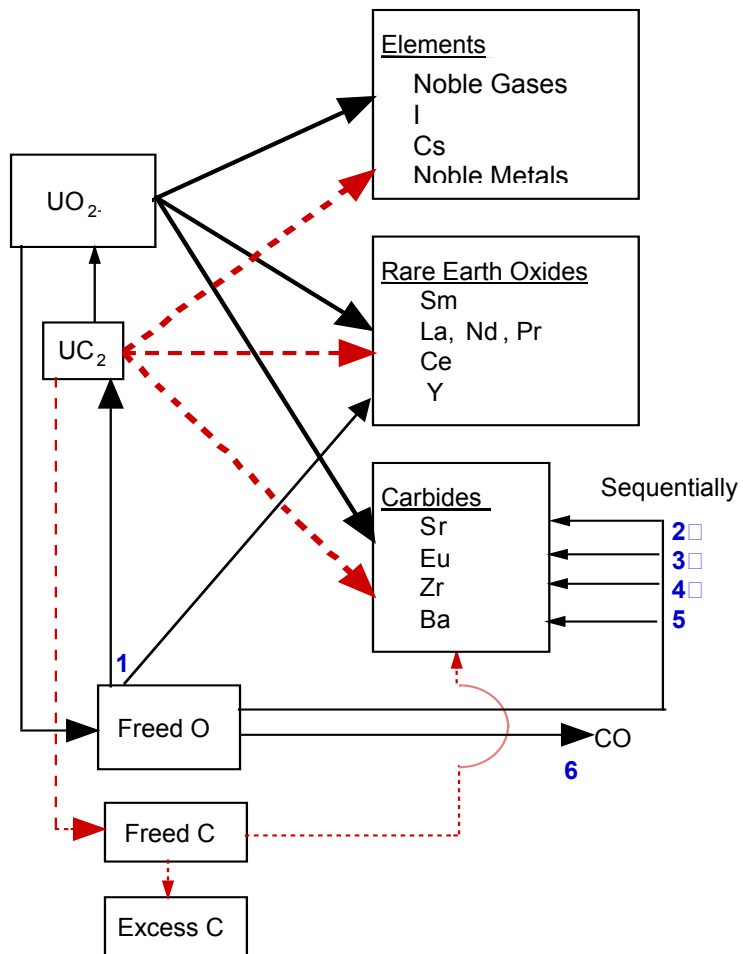 Elements
Noble Gases
I
Cs
Noble Metals
UO2-
Rare Earth Oxides
Sm
La, Nd , Pr
Ce
Y
UC2
Carbides
Sr
Eu
Zr
Ba
Sequentially
2□
3□
4□
5
1
Freed O
CO
6
Freed C
Excess C